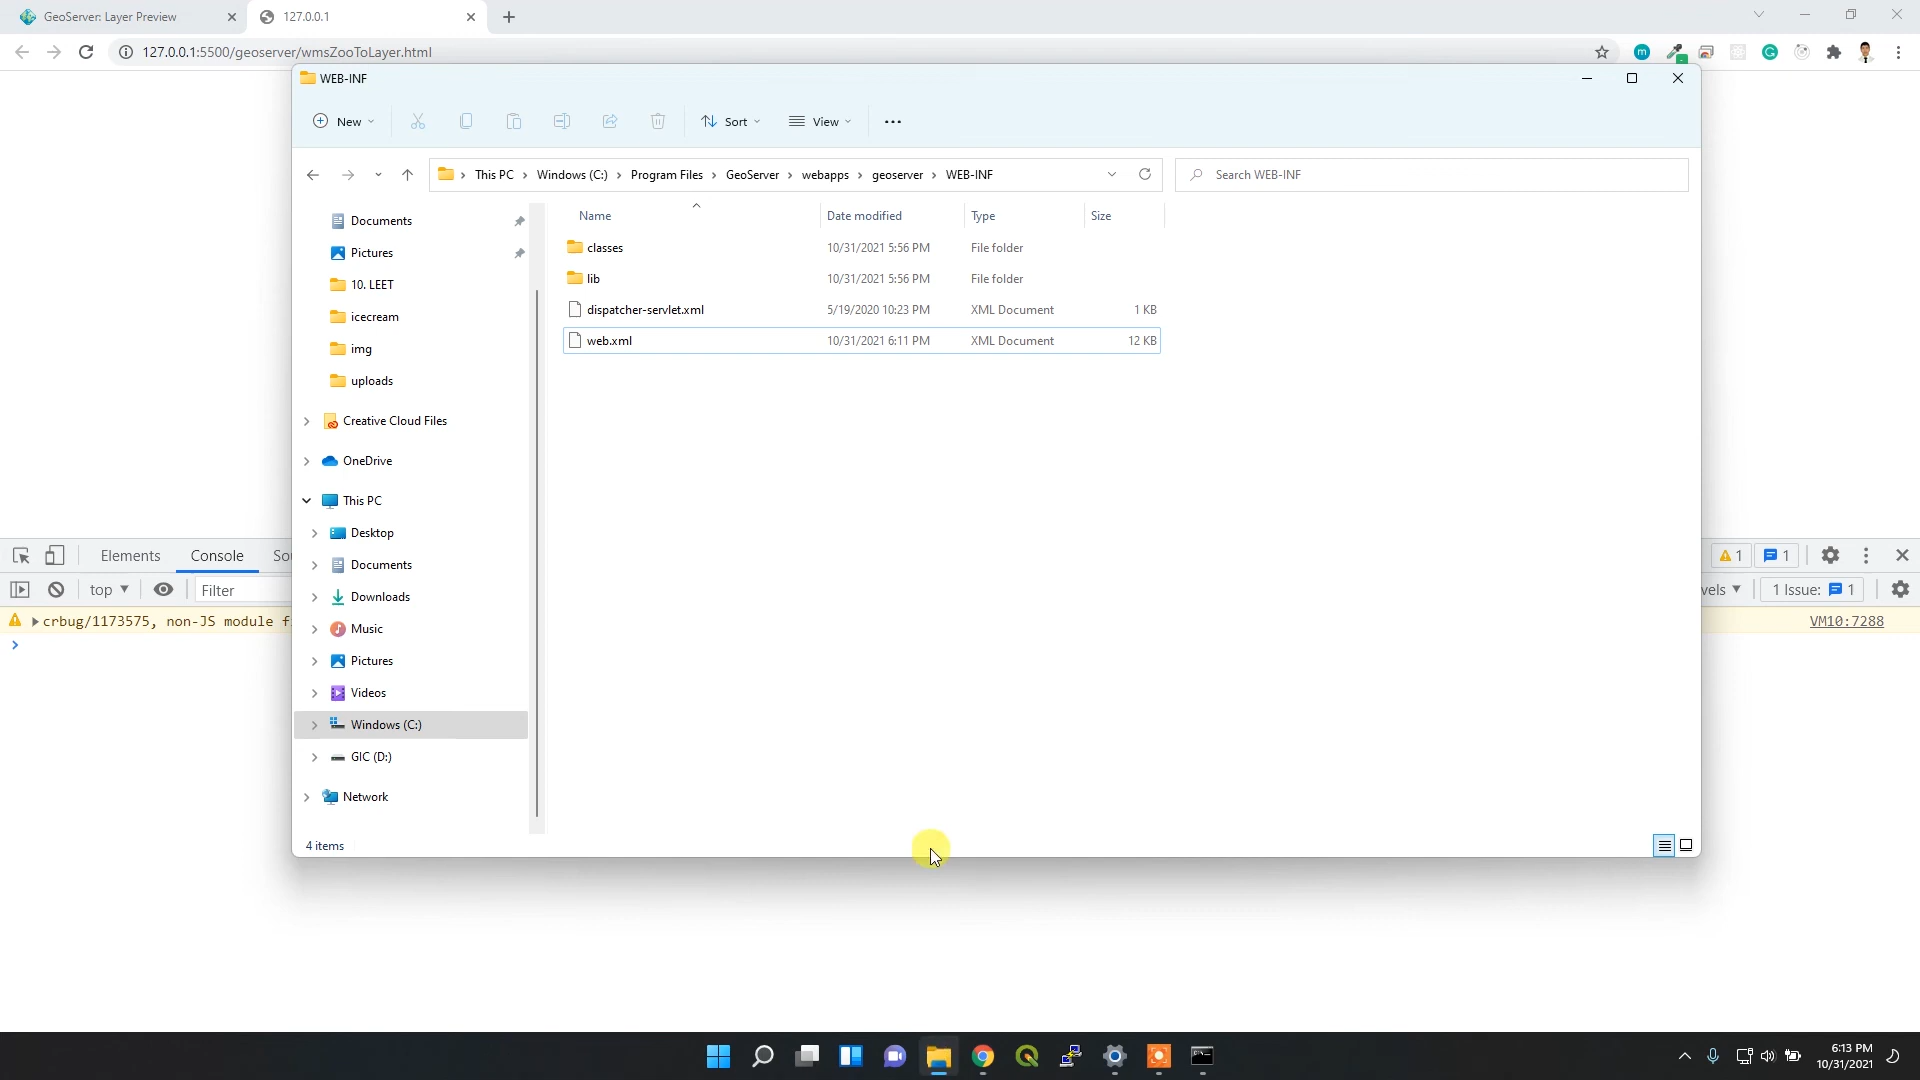 GeoServer: Layer Preview
127.0.0.1
127.0.0.1:5500/geoserver/wmsZooToLayer.html
WEB-INF
New
Sort
View
This PC
Windows (C:)
Program Files
GeoServer
webapps
geoserver
WEB-INF
Search WEB-INF
Name
Date modified
Type
Size
classes
10/31/2021 5:56 PM
File folder
lib
10/31/2021 5:56 PM
File folder
dispatcher-servlet.xml
5/19/2020 10:23 PM
XML Document
1 KB
web.xml
10/31/2021 6:11 PM
XML Document
12 KB
Documents
Pictures
10. LEET
icecream
img
uploads
Creative Cloud Files
OneDrive
This PC
Desktop
Documents
Downloads
Music
Pictures
Videos
Windows (C:)
GIC (D:)
Network
4 items
Elements
Console
Sou
1
1
top
Filter
vels
1 Issue:
1
crbug/1173575, non-JS module f
VM10:7288
6:13 PM
10/31/2021